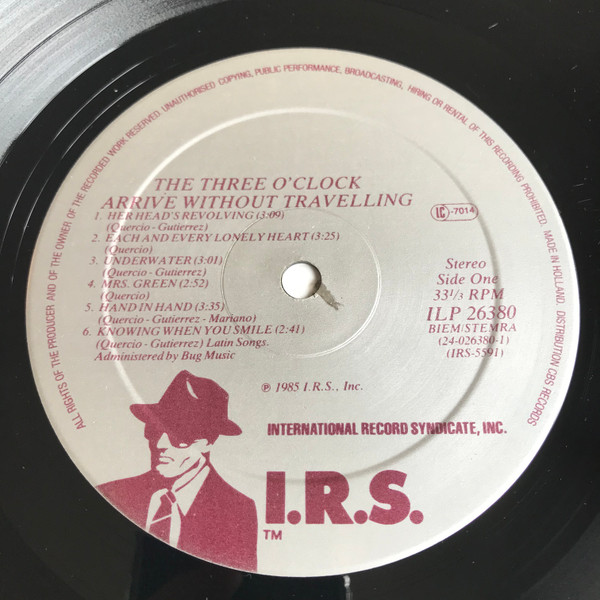 ALL RIGHTS OF THE PRODUCER AND OF THE OWNER OF THE RECORDED WORK RESERVED. UNAUTHORISED COPYING, PUBLIC PERFORMANCE, BROADCASTING, HIRING OR RENTAL OF THIS RECORDING PROHIBITED. MADE IN HOLLAND. DISTRIBUTION CBS RECORDS
THE THREE O'CLOCK
ARRIVE WITHOUT TRAVELLING
1. HER HEAD'S REVOLVING (3:09)
(Quercio - Gutierrez)
2. EACH AND EVERY LONELY HEART (3:25)
(Quercio)
3. UNDERWATER (3:01)
(Quercio - Gutierrez)
4. MRS. GREEN (2:52)
(Quercio)
5. HAND IN HAND (3:35)
(Quercio - Gutierrez - Mariano)
6. KNOWING WHEN YOU SMILE (2:41)
(Quercio - Gutierrez) Latin Songs.
Administered by Bug Music
LC-7014
Stereo
Side One
33⅓ RPM
ILP 26380
BIEM/STEMRA
(24-026380-1)
(IRS-5591)
℗ 1985 I.R.S., Inc.
INTERNATIONAL RECORD SYNDICATE, INC.
I.R.S.
TM